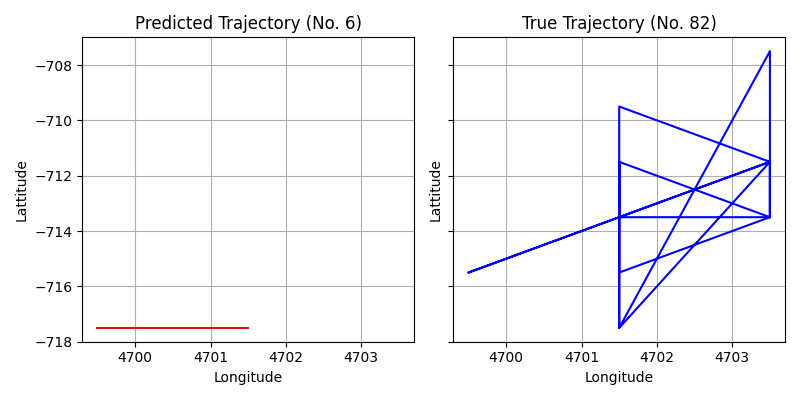 Predicted Trajectory (No. 6)
True Trajectory (No. 82)
−708
−710
−712
−714
−716
−718
Lattitude
Lattitude
4700
4701
4702
4703
4700
4701
4702
4703
Longitude
Longitude